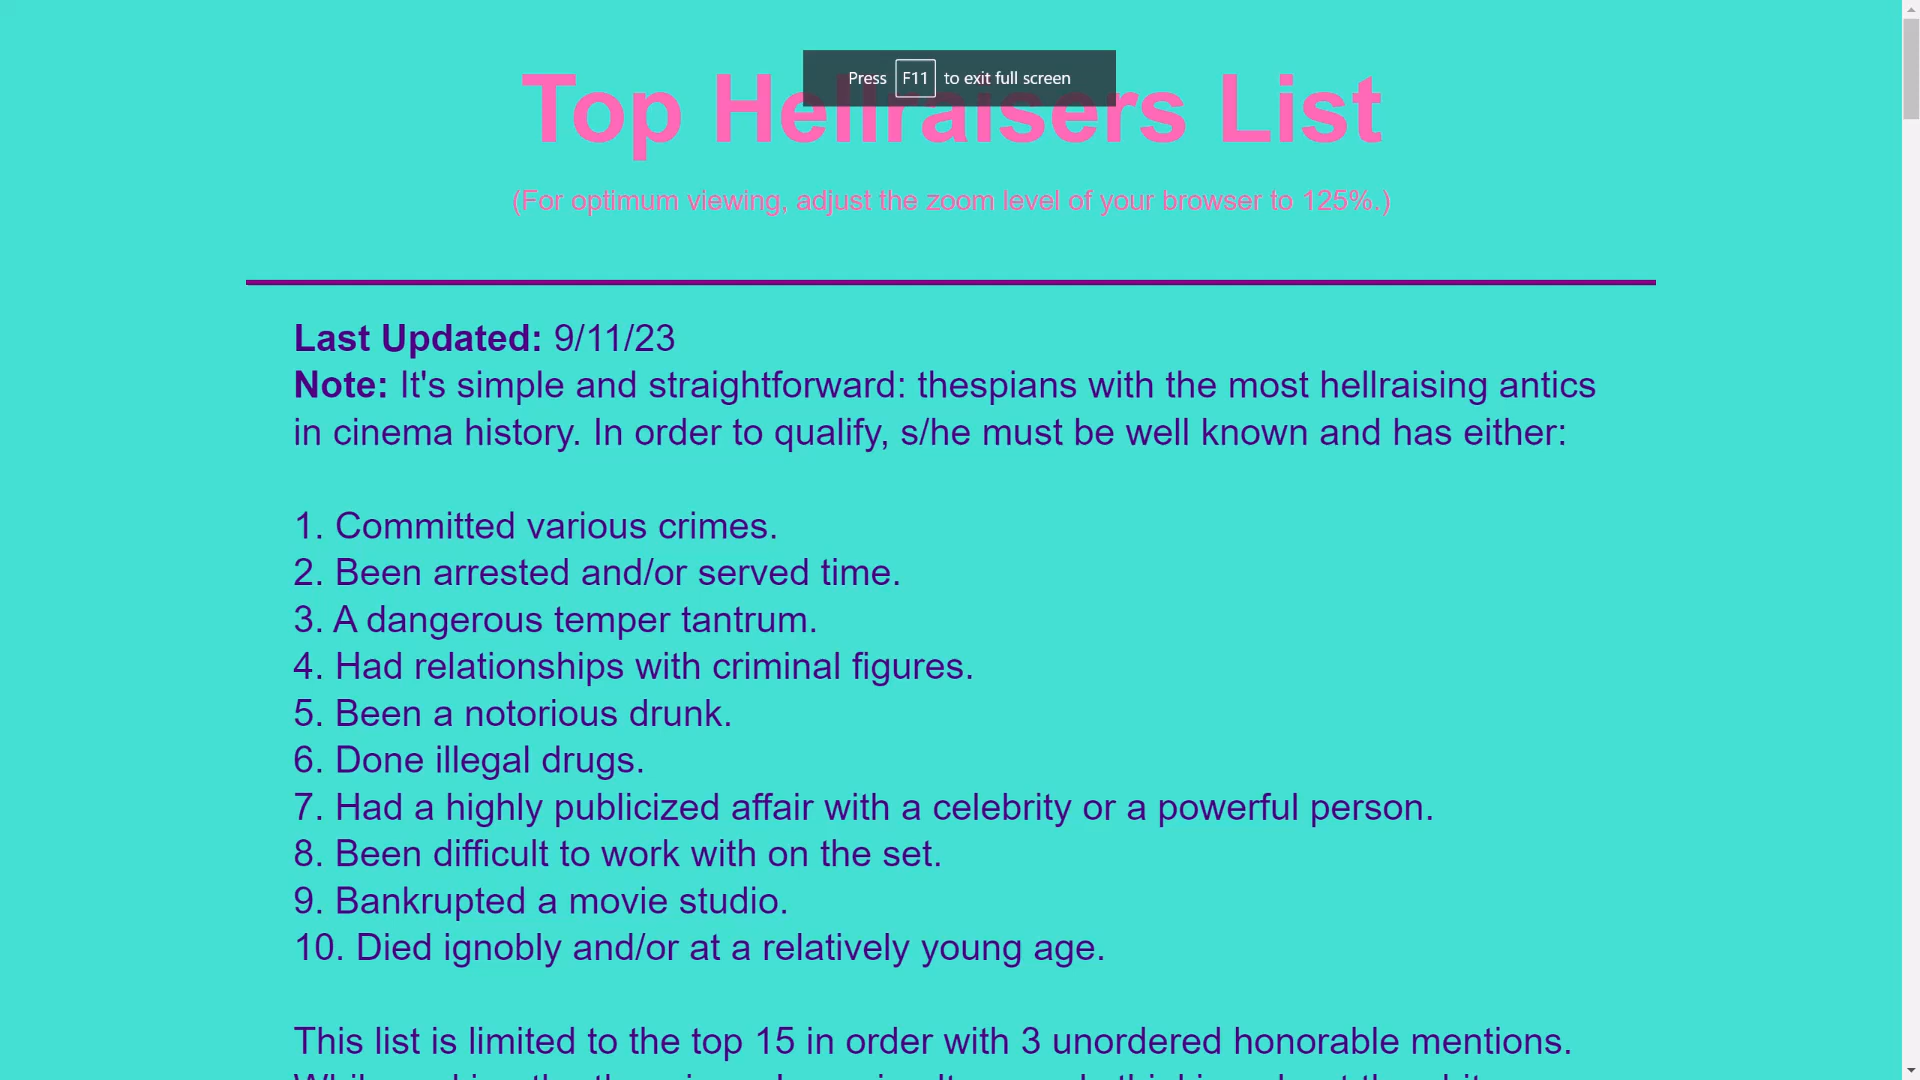 Press F11 to exit full screen
Top Hellraisers List
(For optimum viewing, adjust the zoom level of your browser to 125%.)
Last Updated: 9/11/23
Note: It's simple and straightforward: thespians with the most hellraising antics
in cinema history. In order to qualify, s/he must be well known and has either:
1. Committed various crimes.
2. Been arrested and/or served time.
3. A dangerous temper tantrum.
4. Had relationships with criminal figures.
5. Been a notorious drunk.
6. Done illegal drugs.
7. Had a highly publicized affair with a celebrity or a powerful person.
8. Been difficult to work with on the set.
9. Bankrupted a movie studio.
10. Died ignobly and/or at a relatively young age.
This list is limited to the top 15 in order with 3 unordered honorable mentions.